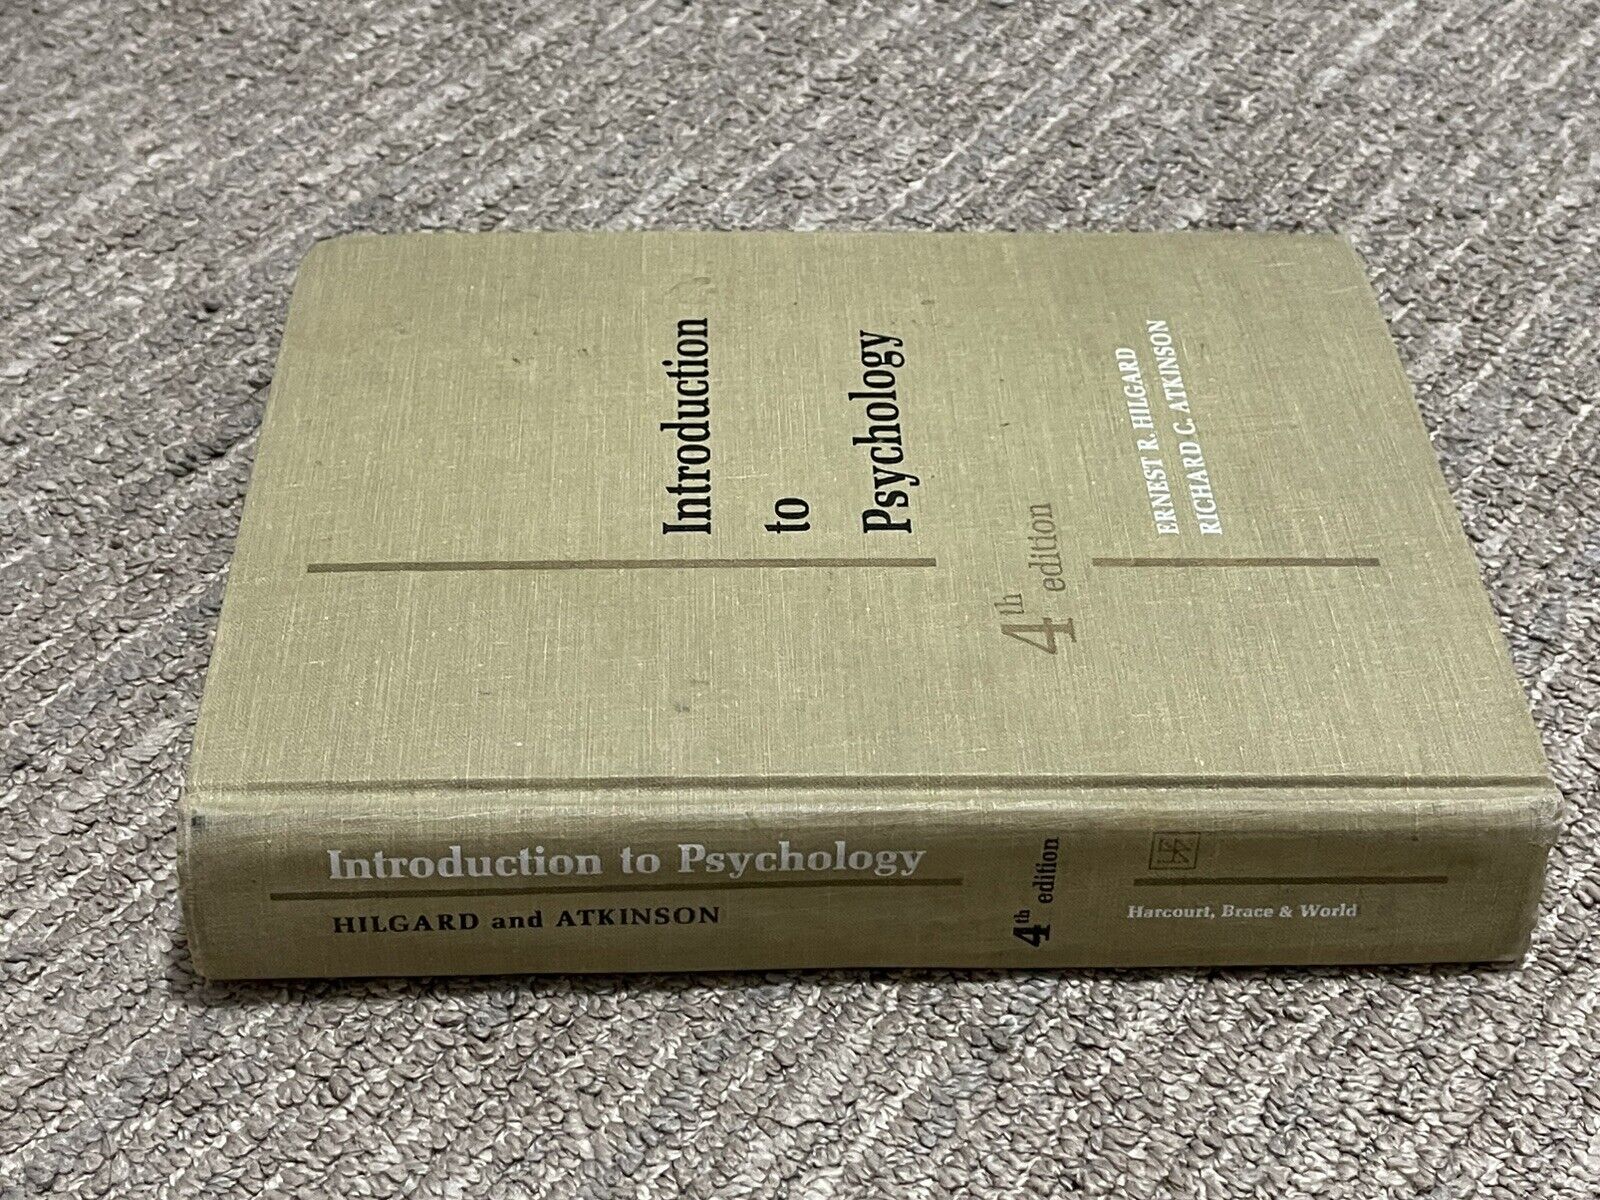 Introduction
to
Psychology
4th
edition
ERNEST R. HILGARD
RICHARD C. ATKINSON
Introduction to Psychology
HILGARD and ATKINSON
4th
edition
Harcourt, Brace & World